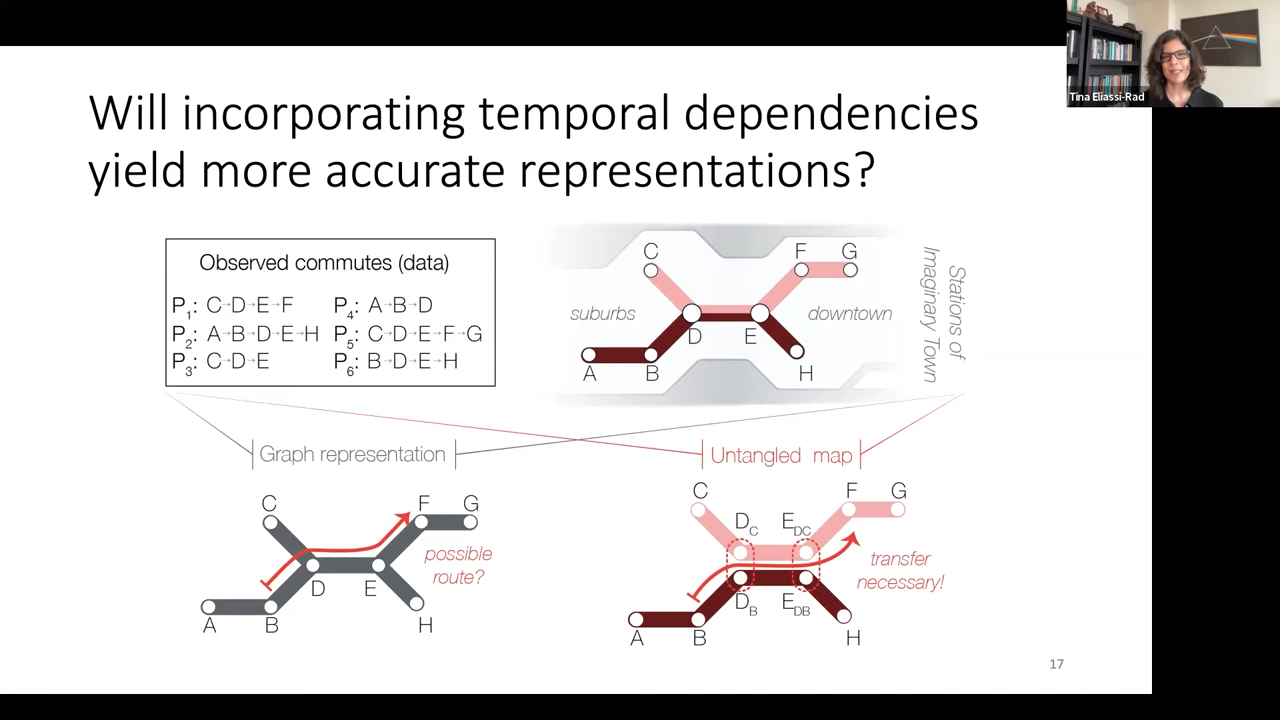 Tina Eliassi-Rad
Will incorporating temporal dependencies
yield more accurate representations?
Observed commutes (data)
P1: C→D→E→F
P4: A→B→D
P2: A→B→D→E→H
P5: C→D→E→F→G
P3: C→D→E
P6: B→D→E→H
C
F
G
suburbs
downtown
D
E
A
B
H
Stations of
Imaginary Town
Graph representation
Untangled map
C
F
G
possible
route?
D
E
A
B
H
C
F
G
DC
EDC
transfer
necessary!
DB
EDB
A
B
H
17